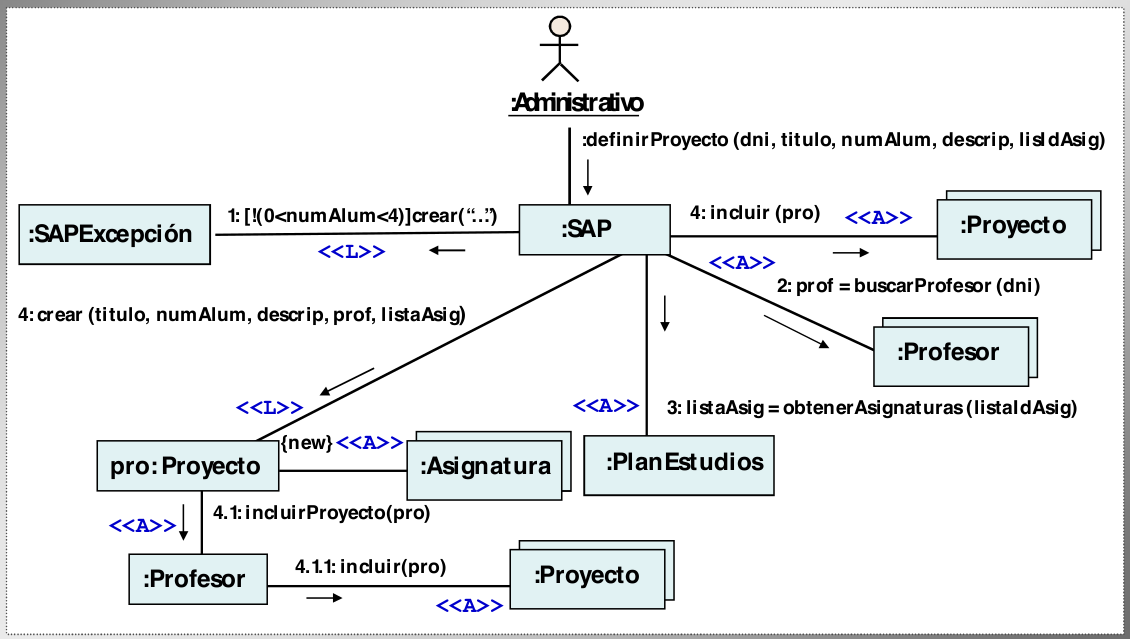 :Administrativo
:definirProyecto (dni, titulo, numAlum, descrip, lisIdAsig)
1: [!(0<numAlum<4)]crear(“...”)
4: incluir (pro)
<<A>>
:SAPExcepción
:SAP
:Proyecto
<<L>>
<<A>>
2: prof = buscarProfesor (dni)
4: crear (titulo, numAlum, descrip, prof, listaAsig)
:Profesor
<<L>>
<<A>>
3: listaAsig = obtenerAsignaturas (listaIdAsig)
{new}
<<A>>
pro: Proyecto
:Asignatura
:PlanEstudios
4.1: incluirProyecto(pro)
<<A>>
:Profesor
4.1.1: incluir(pro)
:Proyecto
<<A>>